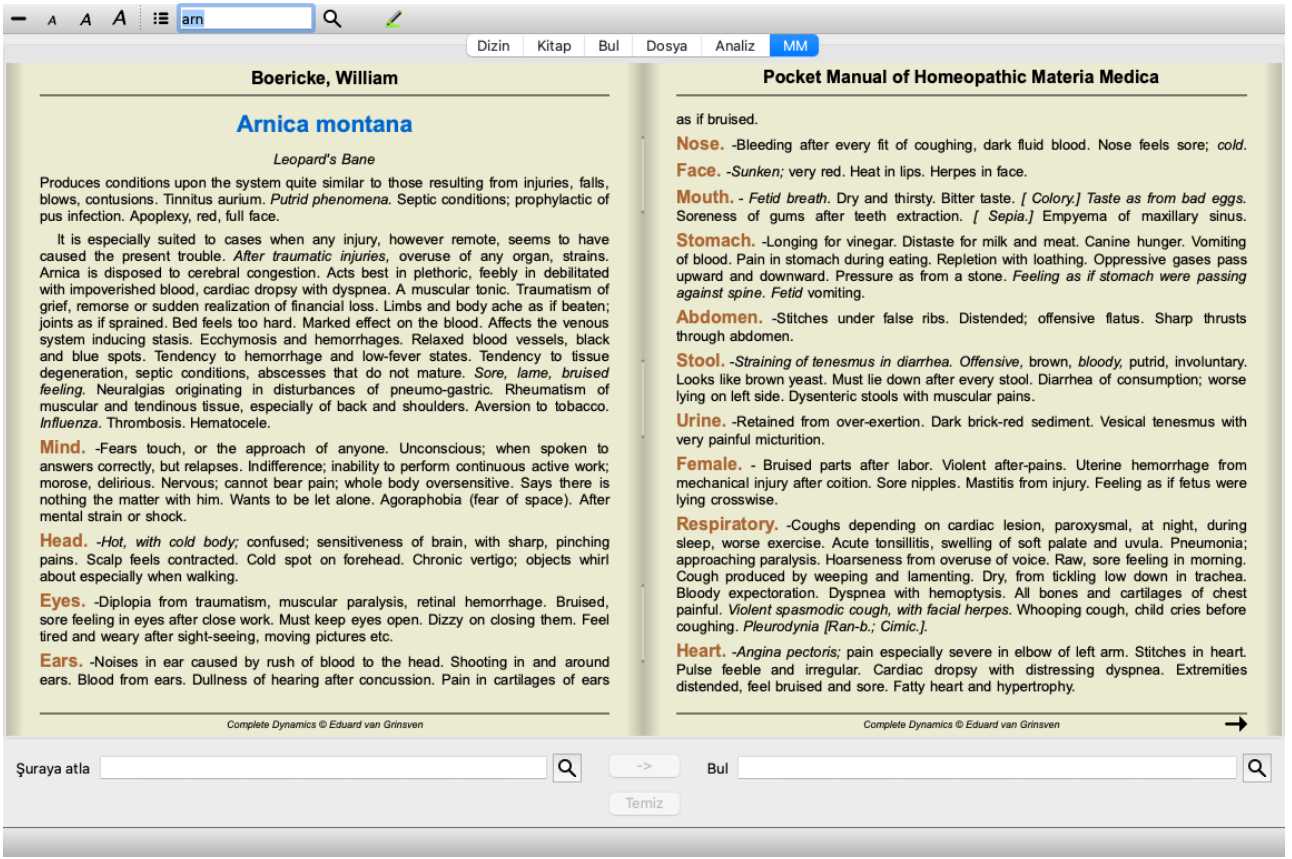 A A A arn
Dizin Kitap Bul Dosya Analiz MM
Boericke, William
Arnica montana
Leopard's Bane
Produces conditions upon the system quite similar to those resulting from injuries, falls,
blows, contusions. Tinnitus aurium. Putrid phenomena. Septic conditions; prophylactic of
pus infection. Apoplexy, red, full face.
It is especially suited to cases when any injury, however remote, seems to have
caused the present trouble. After traumatic injuries, overuse of any organ, strains.
Arnica is disposed to cerebral congestion. Acts best in plethoric, feebly in debilitated
with impoverished blood, cardiac dropsy with dyspnea. A muscular tonic. Traumatism of
grief, remorse or sudden realization of financial loss. Limbs and body ache as if beaten;
joints as if sprained. Bed feels too hard. Marked effect on the blood. Affects the venous
system inducing stasis. Ecchymosis and hemorrhages. Relaxed blood vessels, black
and blue spots. Tendency to hemorrhage and low-fever states. Tendency to tissue
degeneration, septic conditions, abscesses that do not mature. Sore, lame, bruised
feeling. Neuralgias originating in disturbances of pneumo-gastric. Rheumatism of
muscular and tendinous tissue, especially of back and shoulders. Aversion to tobacco.
Influenza. Thrombosis. Hematocele.
Mind. -Fears touch, or the approach of anyone. Unconscious; when spoken to
answers correctly, but relapses. Indifference; inability to perform continuous active work;
morose, delirious. Nervous; cannot bear pain; whole body oversensitive. Says there is
nothing the matter with him. Wants to be let alone. Agoraphobia (fear of space). After
mental strain or shock.
Head. -Hot, with cold body; confused; sensitiveness of brain, with sharp, pinching
pains. Scalp feels contracted. Cold spot on forehead. Chronic vertigo; objects whirl
about especially when walking.
Eyes. -Diplopia from traumatism, muscular paralysis, retinal hemorrhage. Bruised,
sore feeling in eyes after close work. Must keep eyes open. Dizzy on closing them. Feel
tired and weary after sight-seeing, moving pictures etc.
Ears. -Noises in ear caused by rush of blood to the head. Shooting in and around
ears. Blood from ears. Dullness of hearing after concussion. Pain in cartilages of ears
Complete Dynamics © Eduard van Grinsven
Pocket Manual of Homeopathic Materia Medica
as if bruised.
Nose. -Bleeding after every fit of coughing, dark fluid blood. Nose feels sore; cold.
Face. -Sunken; very red. Heat in lips. Herpes in face.
Mouth. - Fetid breath. Dry and thirsty. Bitter taste. [ Colory.] Taste as from bad eggs.
Soreness of gums after teeth extraction. [ Sepia.] Empyema of maxillary sinus.
Stomach. -Longing for vinegar. Distaste for milk and meat. Canine hunger. Vomiting
of blood. Pain in stomach during eating. Repletion with loathing. Oppressive gases pass
upward and downward. Pressure as from a stone. Feeling as if stomach were passing
against spine. Fetid vomiting.
Abdomen. -Stitches under false ribs. Distended; offensive flatus. Sharp thrusts
through abdomen.
Stool. -Straining of tenesmus in diarrhea. Offensive, brown, bloody, putrid, involuntary.
Looks like brown yeast. Must lie down after every stool. Diarrhea of consumption; worse
lying on left side. Dysenteric stools with muscular pains.
Urine. -Retained from over-exertion. Dark brick-red sediment. Vesical tenesmus with
very painful micturition.
Female. - Bruised parts after labor. Violent after-pains. Uterine hemorrhage from
mechanical injury after coition. Sore nipples. Mastitis from injury. Feeling as if fetus were
lying crosswise.
Respiratory. -Coughs depending on cardiac lesion, paroxysmal, at night, during
sleep, worse exercise. Acute tonsillitis, swelling of soft palate and uvula. Pneumonia;
approaching paralysis. Hoarseness from overuse of voice. Raw, sore feeling in morning.
Cough produced by weeping and lamenting. Dry, from tickling low down in trachea.
Bloody expectoration. Dyspnea with hemoptysis. All bones and cartilages of chest
painful. Violent spasmodic cough, with facial herpes. Whooping cough, child cries before
coughing. Pleurodynia [Ran-b.; Cimic.].
Heart. -Angina pectoris; pain especially severe in elbow of left arm. Stitches in heart.
Pulse feeble and irregular. Cardiac dropsy with distressing dyspnea. Extremities
distended, feel bruised and sore. Fatty heart and hypertrophy.
Complete Dynamics © Eduard van Grinsven
Şuraya atla -> Bul
Temiz